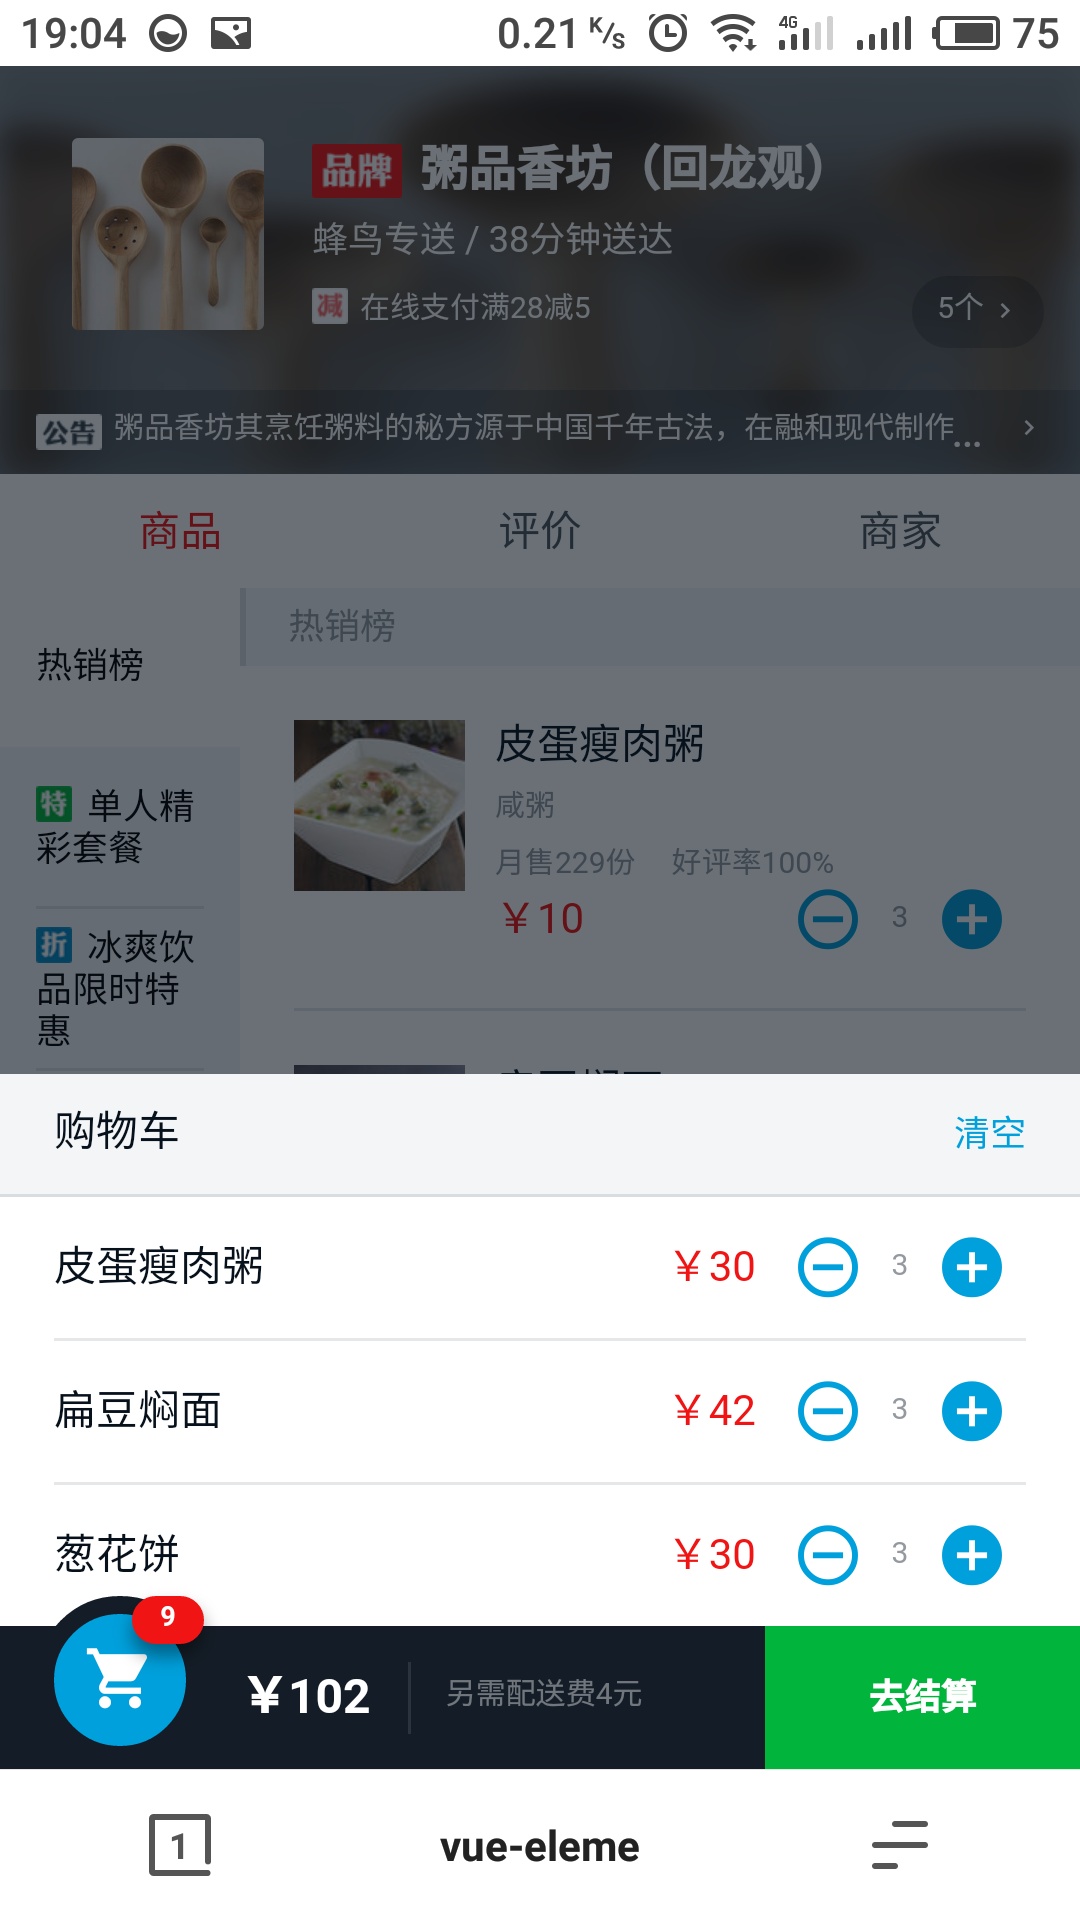 19:04 0.21 K/s 4G 75
品牌 粥品香坊（回龙观）
蜂鸟专送 / 38分钟送达
减 在线支付满28减5
5个
公告 粥品香坊其烹饪粥料的秘方源于中国千年古法，在融和现代制作...
商品 评价 商家
热销榜
热销榜
皮蛋瘦肉粥
咸粥
月售229份 好评率100%
￥10 3
特 单人精
彩套餐
折 冰爽饮
品限时特
惠
购物车 清空
皮蛋瘦肉粥 ￥30 3
扁豆焖面 ￥42 3
葱花饼 ￥30 3
9
￥102 另需配送费4元 去结算
1 vue-eleme